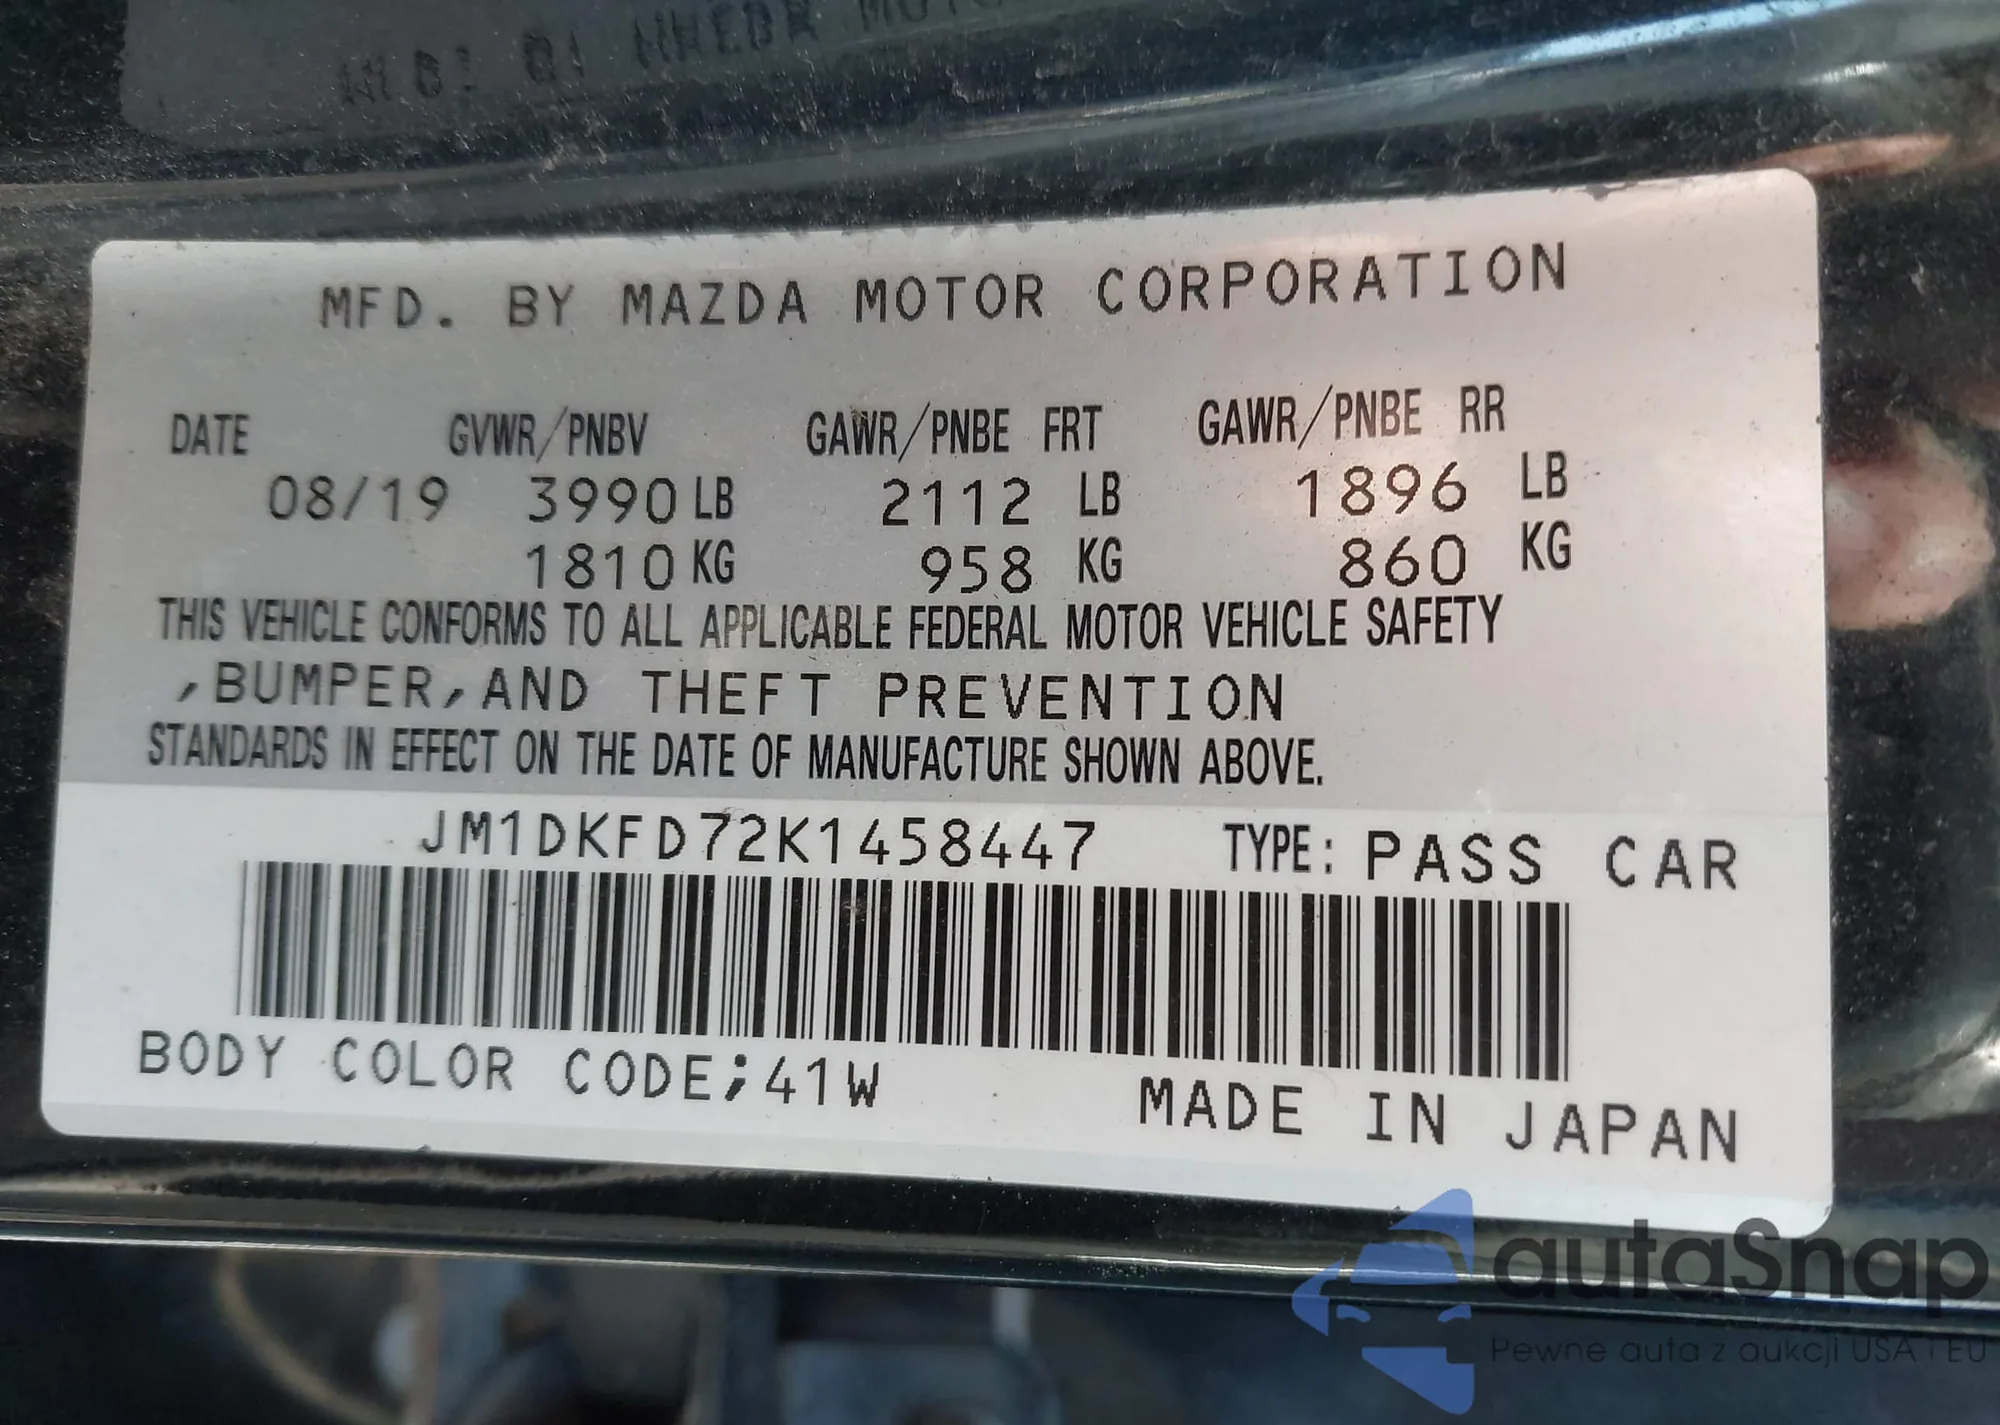 MFD. BY MAZDA MOTOR CORPORATION
DATE GVWR/PNBV GAWR/PNBE FRT GAWR/PNBE RR
08/19 3990 LB 2112 LB 1896 LB
1810 KG 958 KG 860 KG
THIS VEHICLE CONFORMS TO ALL APPLICABLE FEDERAL MOTOR VEHICLE SAFETY
,BUMPER,AND THEFT PREVENTION
STANDARDS IN EFFECT ON THE DATE OF MANUFACTURE SHOWN ABOVE.
JM1DKFD72K1458447 TYPE: PASS CAR
BODY COLOR CODE;41W
MADE IN JAPAN
autaSnap
Pewne auta z aukcji USA i EU